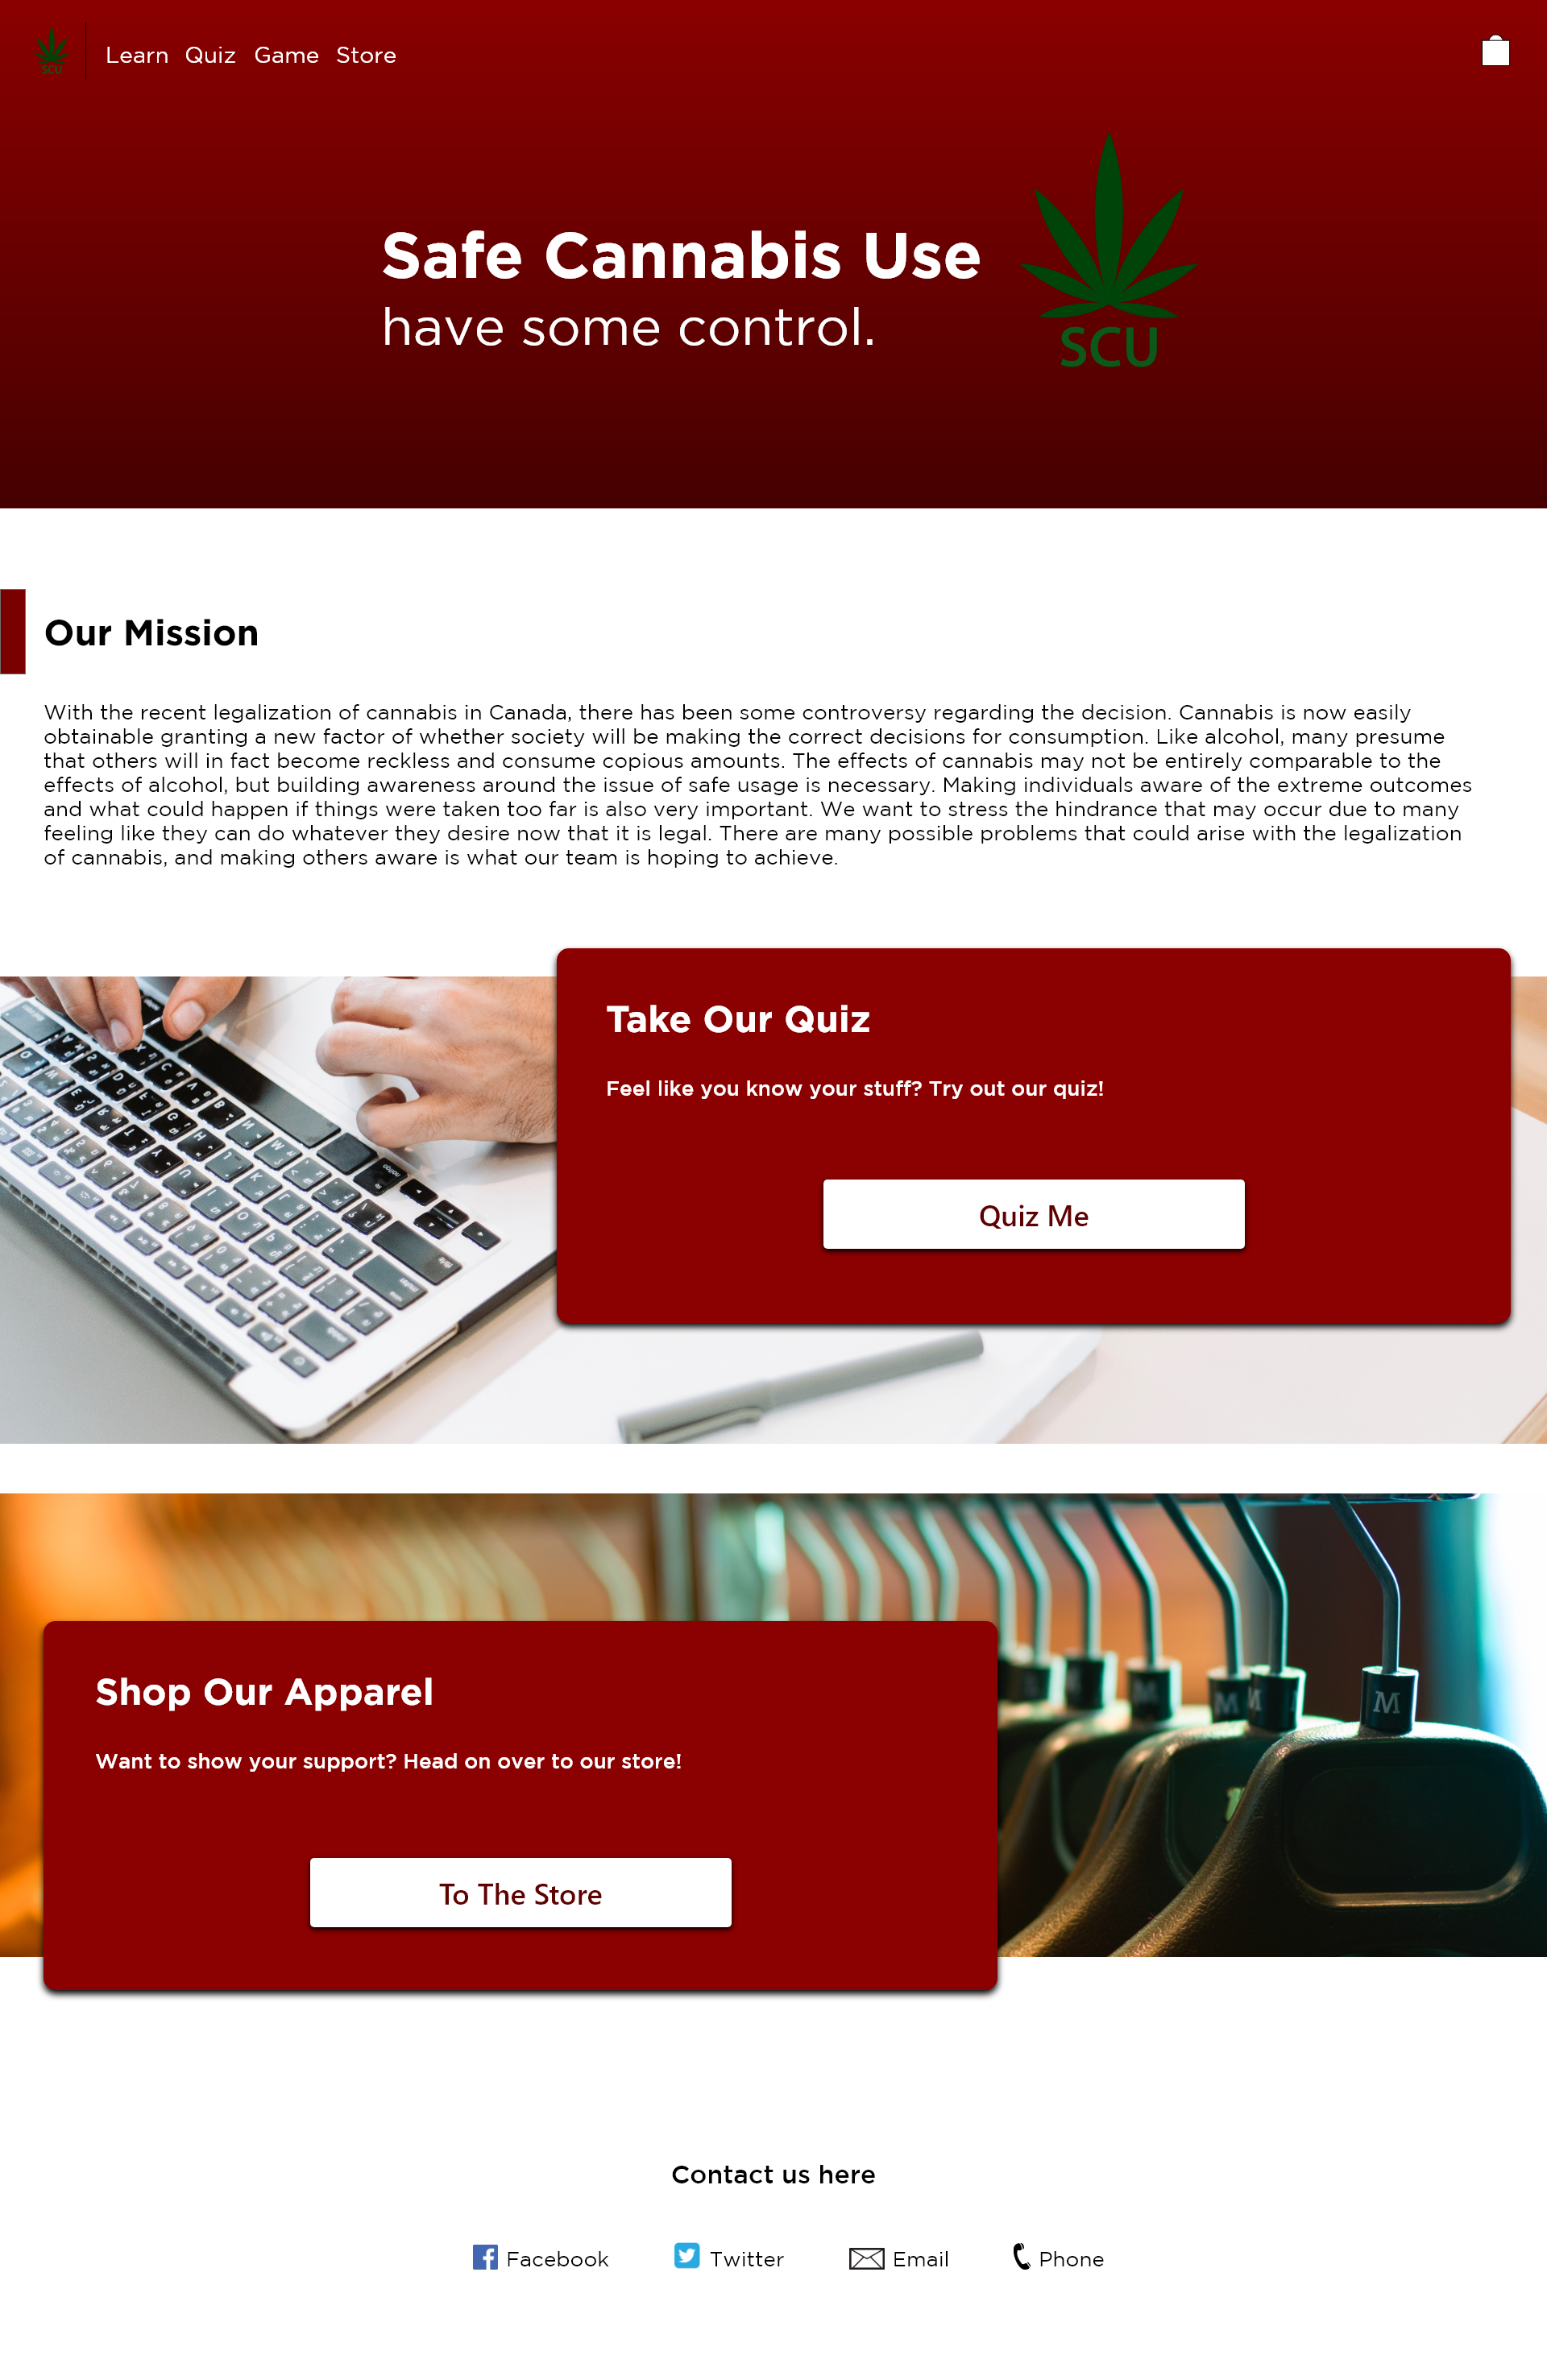 SCU
Learn Quiz Game Store
Safe Cannabis Use
have some control.
SCU
Our Mission
With the recent legalization of cannabis in Canada, there has been some controversy regarding the decision. Cannabis is now easily
obtainable granting a new factor of whether society will be making the correct decisions for consumption. Like alcohol, many presume
that others will in fact become reckless and consume copious amounts. The effects of cannabis may not be entirely comparable to the
effects of alcohol, but building awareness around the issue of safe usage is necessary. Making individuals aware of the extreme outcomes
and what could happen if things were taken too far is also very important. We want to stress the hindrance that may occur due to many
feeling like they can do whatever they desire now that it is legal. There are many possible problems that could arise with the legalization
of cannabis, and making others aware is what our team is hoping to achieve.
Take Our Quiz
Feel like you know your stuff? Try out our quiz!
Quiz Me
M
M
M
M
M
Shop Our Apparel
Want to show your support? Head on over to our store!
To The Store
Contact us here
Facebook
Twitter
Email
Phone